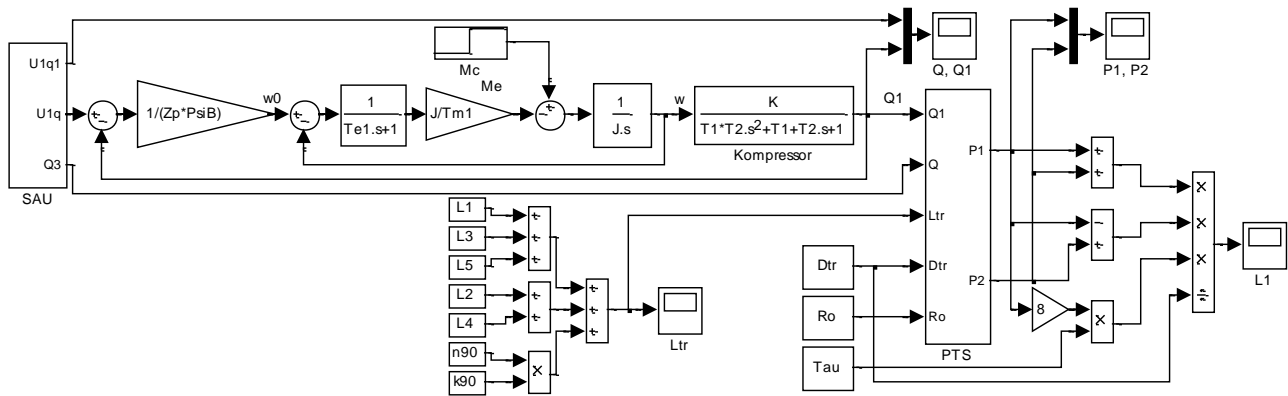 U1q1
U1q
Q3
SAU
1/(Zp*PsiB)
w0
1
Te1.s+1
Mc
Me
J/Tm1
1
J.s
w
K
T1*T2.s²+T1+T2.s+1
Kompressor
Q1
Q, Q1
P1, P2
Q1
Q
Ltr
Dtr
Ro
P1
P2
PTS
L1
L3
L5
L2
L4
n90
k90
Ltr
Dtr
Ro
Tau
8
L1